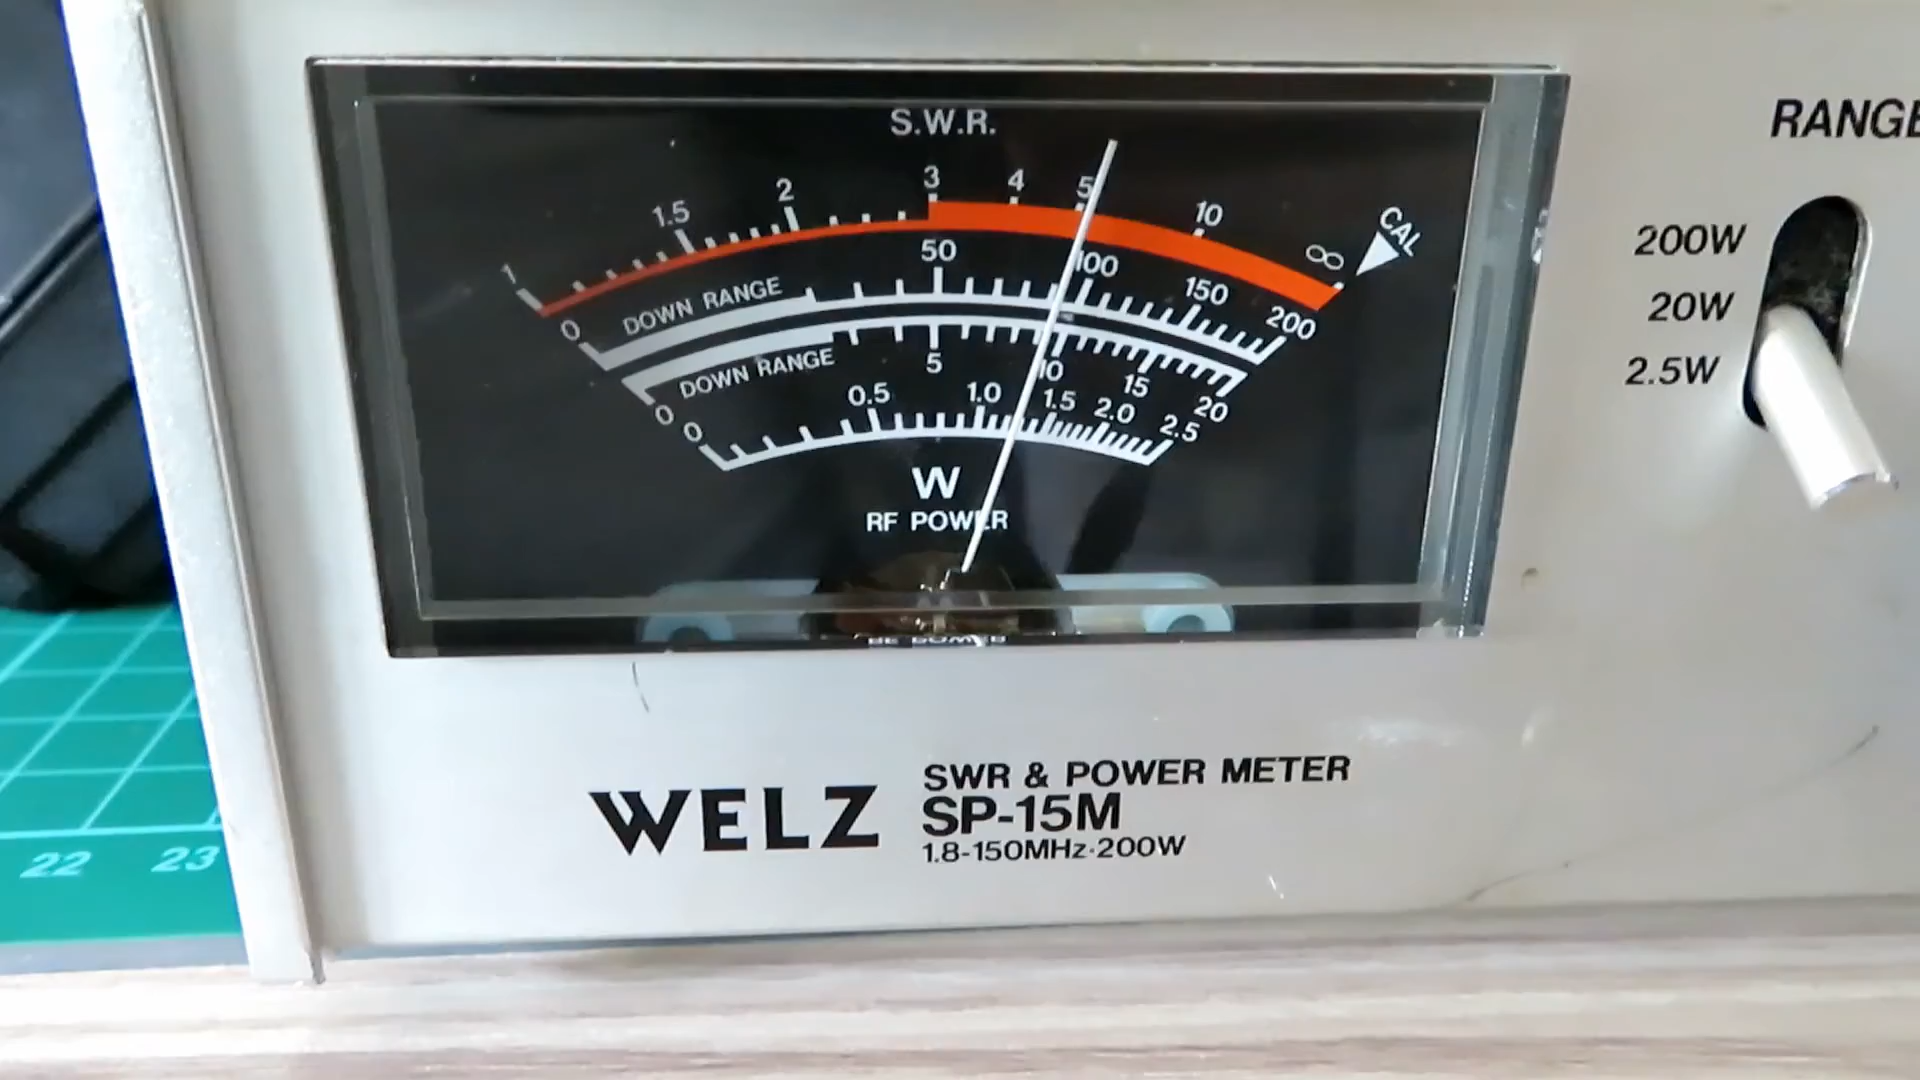 S.W.R.
1 1.5 2 3 4 5 10 ∞ CAL
0 DOWN RANGE 50 100 150 200
0 DOWN RANGE 5 10 15 20
0 0.5 1.0 1.5 2.0 2.5
W
RF POWER
WELZ
SWR & POWER METER
SP-15M
1.8-150MHz·200W
RANGE
200W
20W
2.5W
22 23